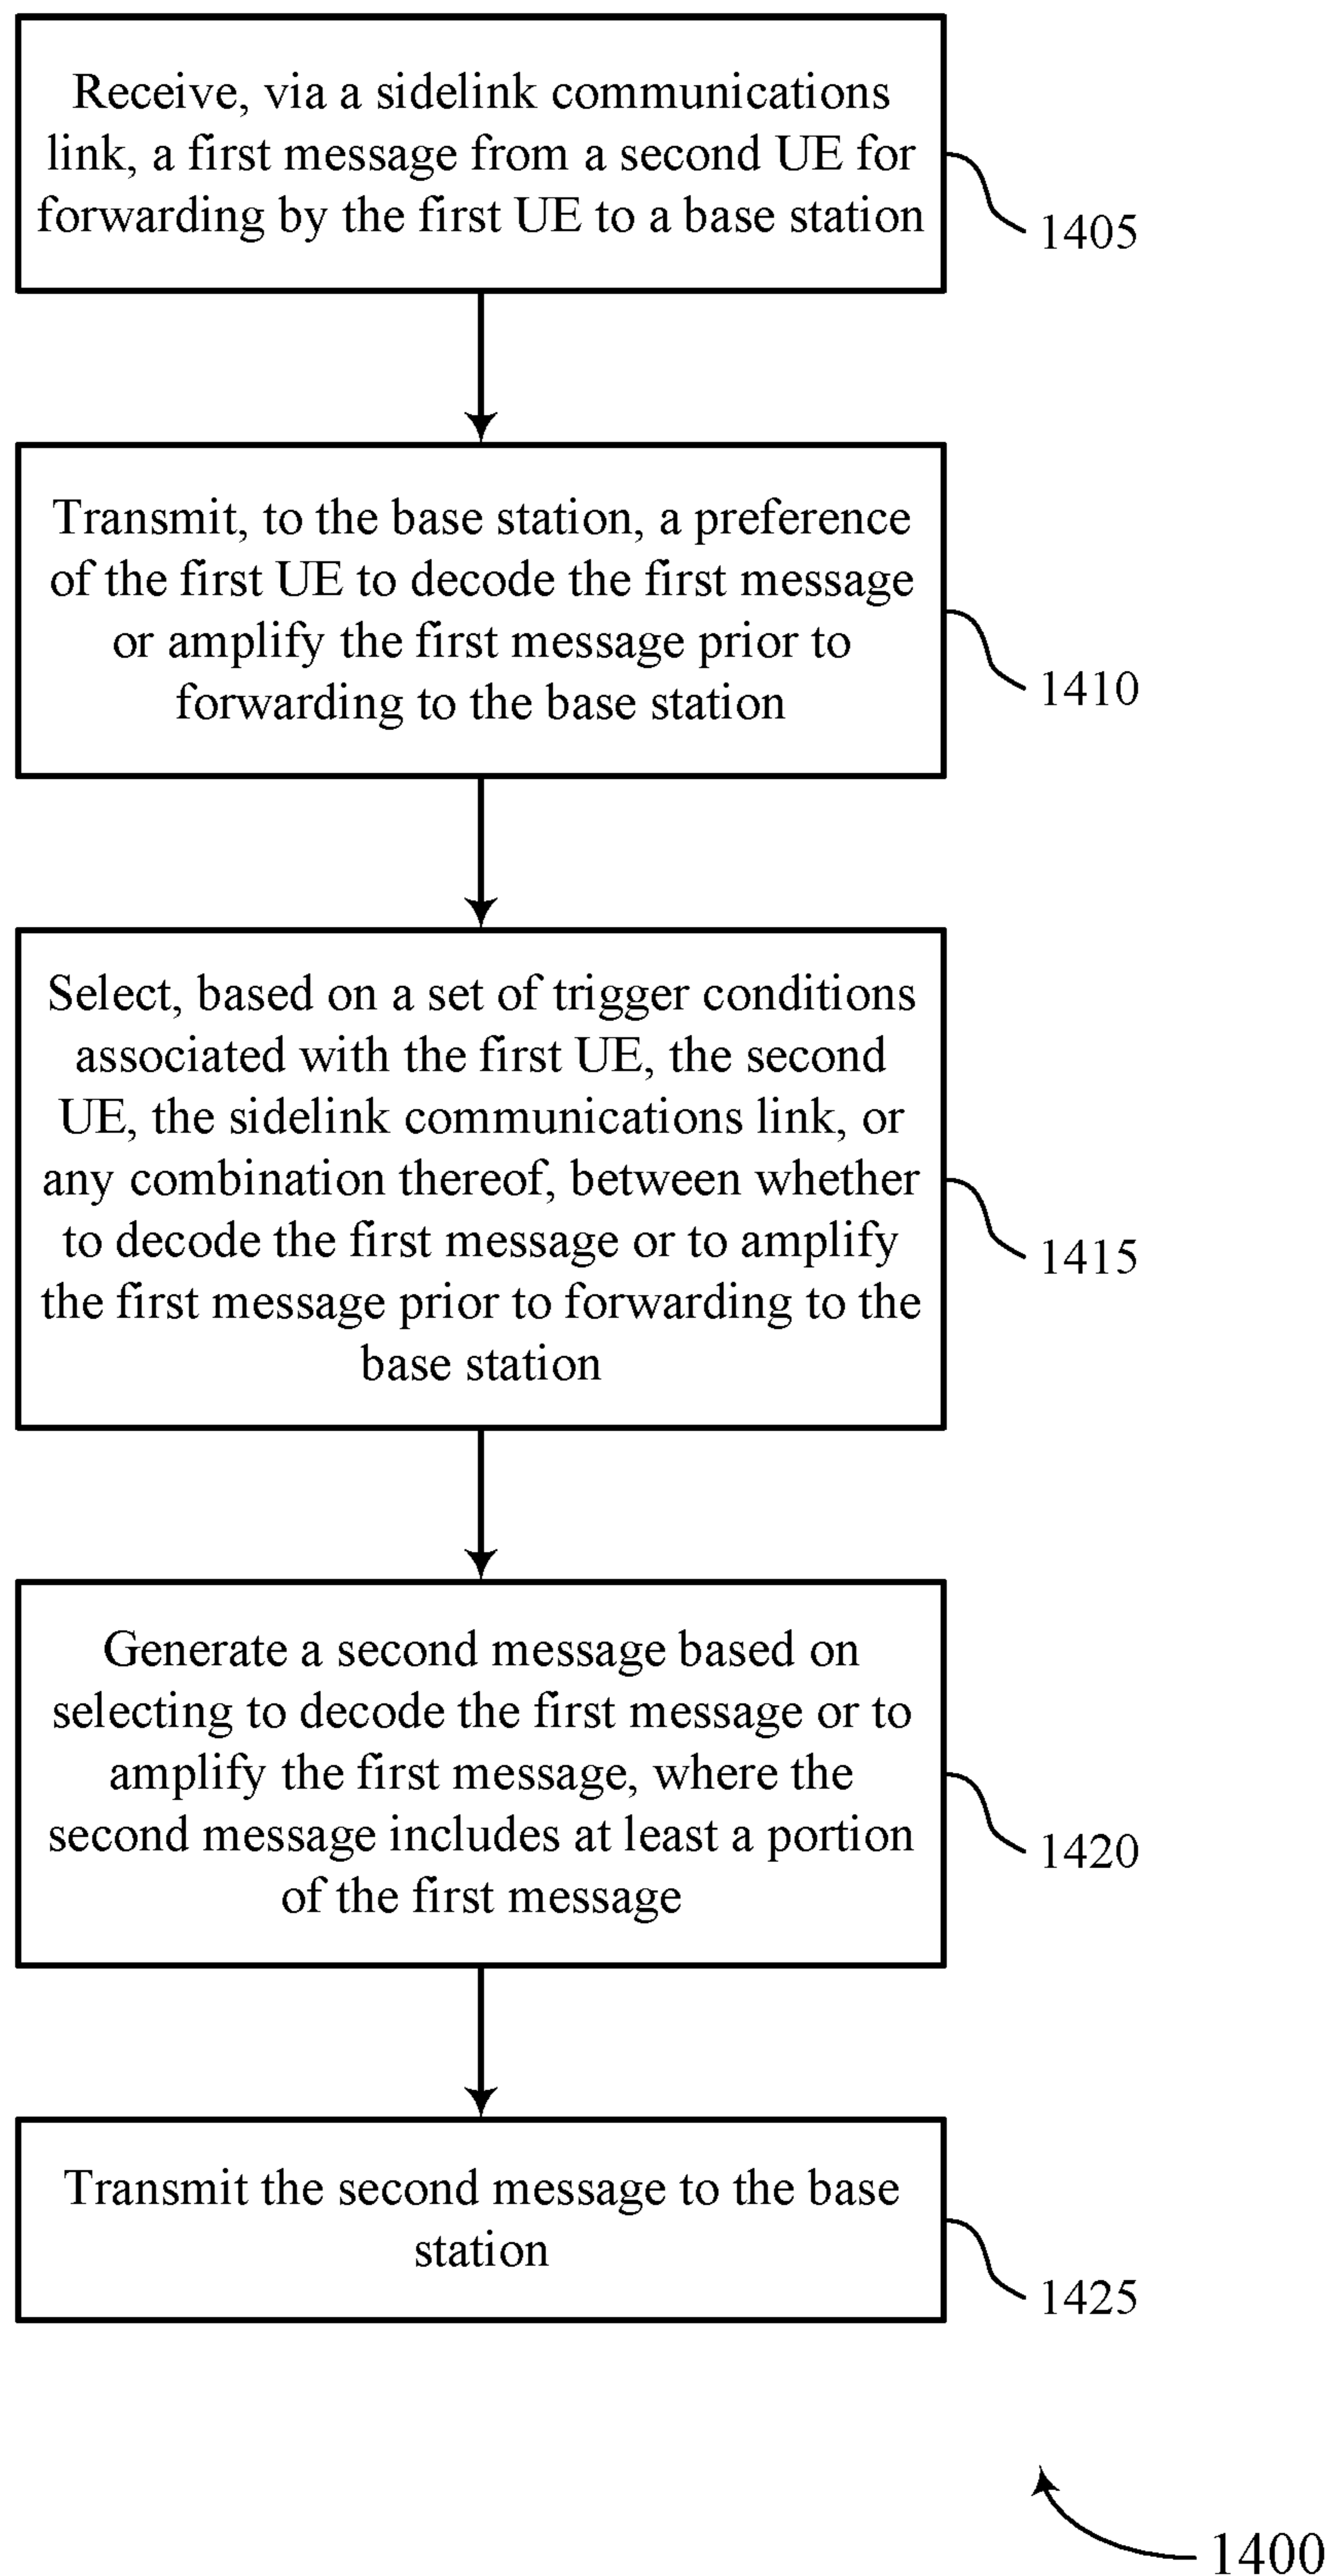 Receive, via a sidelink communications
link, a first message from a second UE for
forwarding by the first UE to a base station
1405
Transmit, to the base station, a preference
of the first UE to decode the first message
or amplify the first message prior to
forwarding to the base station
1410
Select, based on a set of trigger conditions
associated with the first UE, the second
UE, the sidelink communications link, or
any combination thereof, between whether
to decode the first message or to amplify
the first message prior to forwarding to the
base station
1415
Generate a second message based on
selecting to decode the first message or to
amplify the first message, where the
second message includes at least a portion
of the first message
1420
Transmit the second message to the base
station
1425
1400